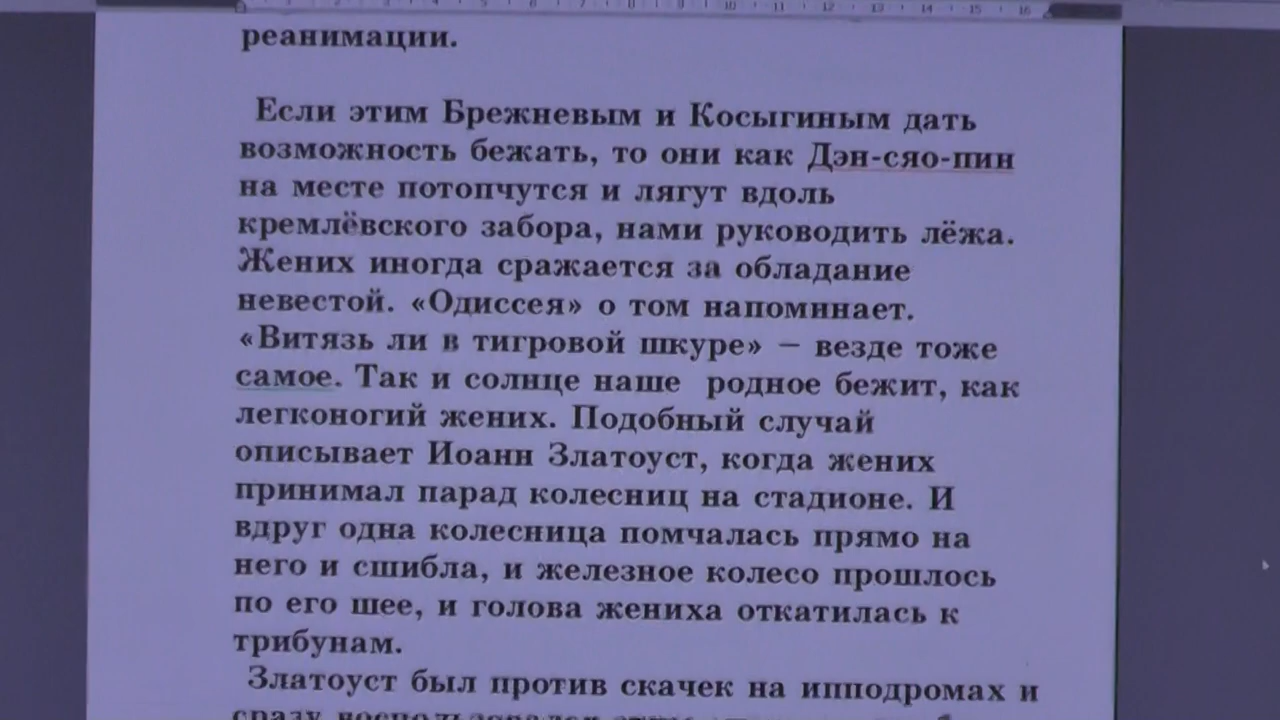 реанимации.
Если этим Брежневым и Косыгиным дать
возможность бежать, то они как Дэн-сяо-пин
на месте потопчутся и лягут вдоль
кремлёвского забора, нами руководить лёжа.
Жених иногда сражается за обладание
невестой. «Одиссея» о том напоминает.
«Витязь ли в тигровой шкуре» – везде тоже
самое. Так и солнце наше  родное бежит, как
легконогий жених. Подобный случай
описывает Иоанн Златоуст, когда жених
принимал парад колесниц на стадионе. И
вдруг одна колесница помчалась прямо на
него и сшибла, и железное колесо прошлось
по его шее, и голова жениха откатилась к
трибунам.
Златоуст был против скачек на ипподромах и
сразу